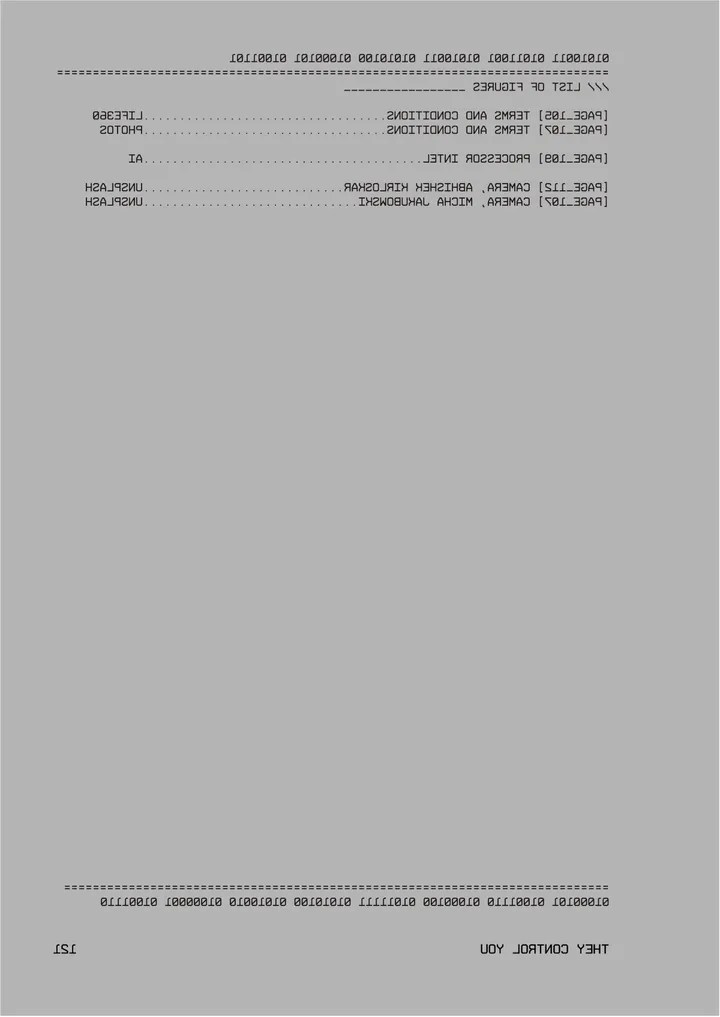 01010011 01011001 01010011 01010100 01000101 01001101
=============================================================================
/// LIST OF FIGURES _________________
[PAGE_105] TERMS AND CONDITIONS..................................LIFE360
[PAGE_107] TERMS AND CONDITIONS..................................PHOTOS
[PAGE_109] PROCESSOR INTEL.......................................AI
[PAGE_112] CAMERA, ABHISHEK KIRLOSKAR............................UNSPLASH
[PAGE_107] CAMERA, MICHA JAKUBOWSKI..............................UNSPLASH
============================================================================
01000101 01001110 01000100 01011111 01010100 01010010 01000001 01001110
THEY CONTROL YOU 121